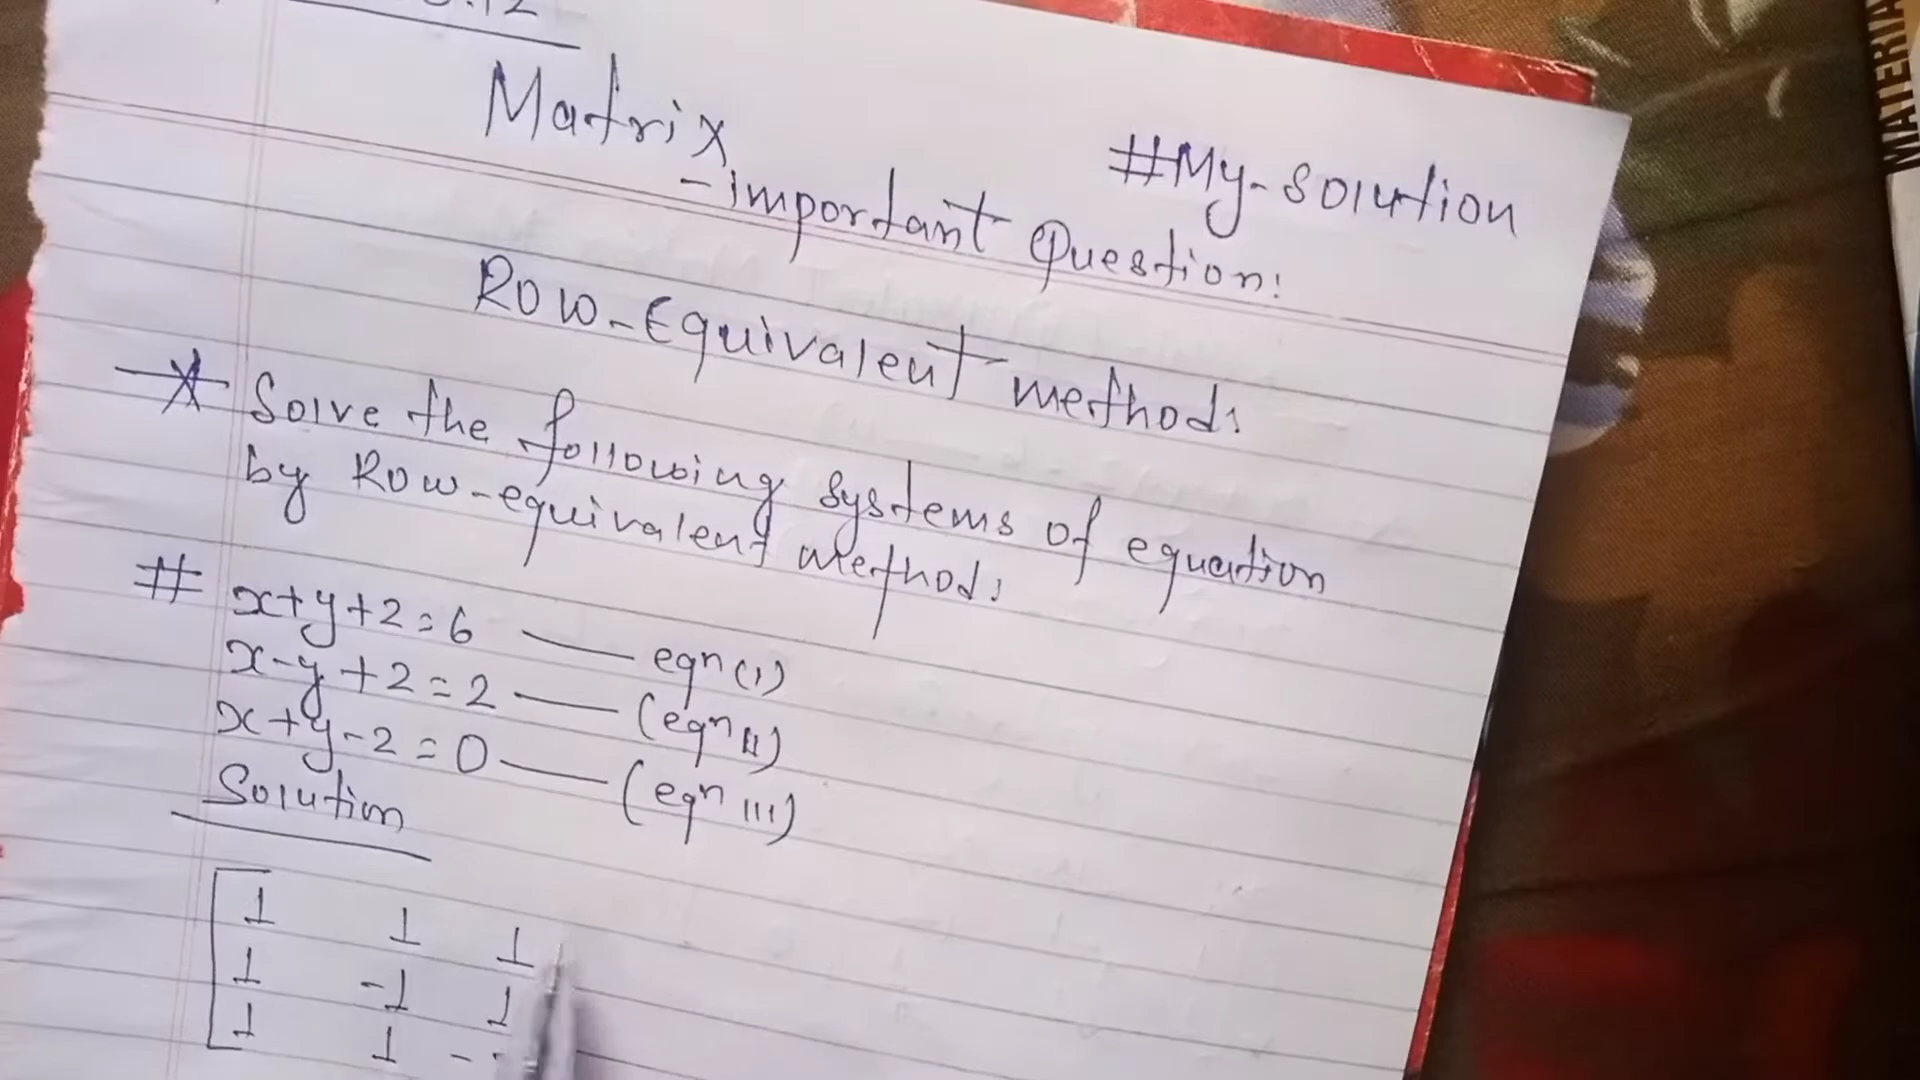 Matrix
#My-solution
-important Question:
Row-Equivalent method:
* Solve the following systems of equation
by Row-equivalent method:
# x+y+z=6 — eqn (I)
x-y+z=2 — (eqn II)
x+y-z=0 — (eqn III)
Solution
1 1 1
1 -1 1
1 1 -